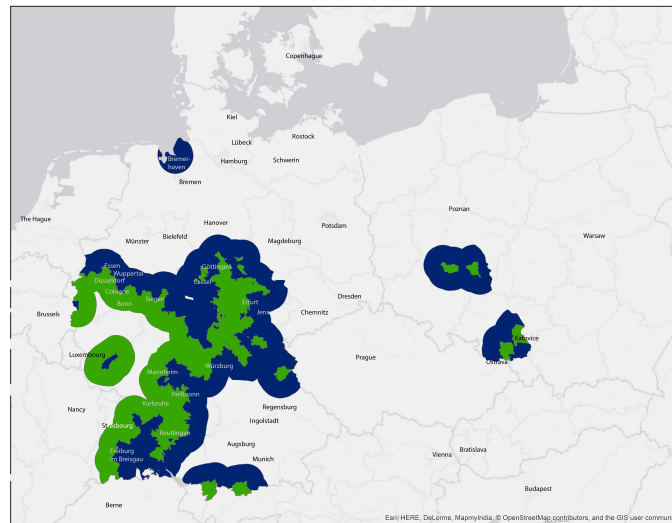 Copenhagen
Kiel
Rostock
Lübeck
Hamburg
Schwerin
Bremer-
haven
Bremen
The Hague
Poznan
Hanover
Potsdam
Warsaw
Bielefeld
Münster
Magdeburg
Essen
Göttingen
Wuppertal
Düsseldorf
Cassel
Cologne
Dresden
Bonn
Siegen
Erfurt
Brussels
Jena
Chemnitz
Katovice
Luxembourg
Prague
Ostrava
Würzburg
Mannheim
Heilbronn
Nancy
Karlsruhe
Regensburg
Ingolstadt
Strasbourg
Reutlingen
Augsburg
Freiburg
im Breisgau
Munich
Vienna
Bratislava
Budapest
Berne
Esri, HERE, DeLorme, MapmyIndia, © OpenStreetMap contributors, and the GIS user commun